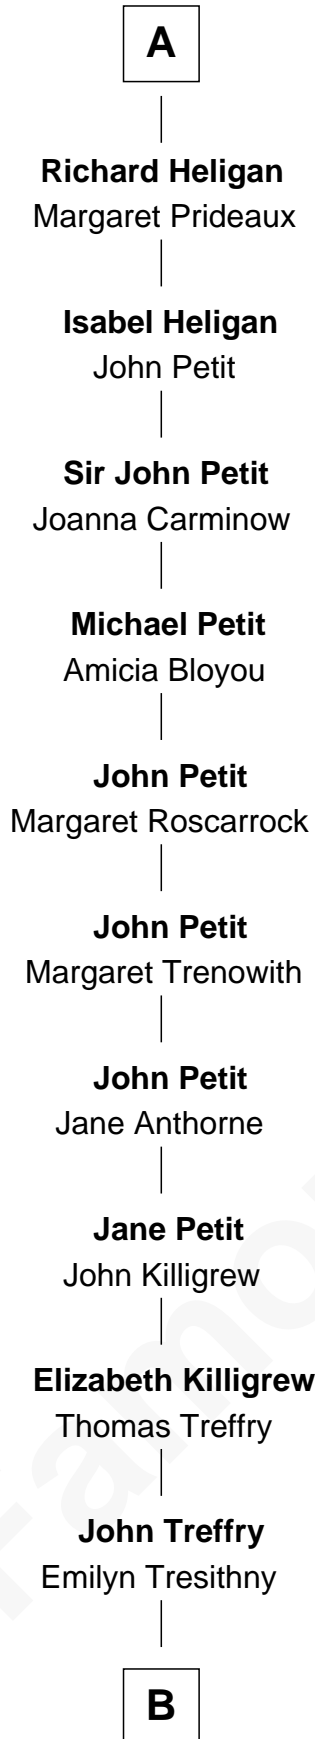 A
Richard Heligan
Margaret Prideaux
Isabel Heligan
John Petit
Sir John Petit
Joanna Carminow
Michael Petit
Amicia Bloyou
John Petit
Margaret Roscarrock
John Petit
Margaret Trenowith
John Petit
Jane Anthorne
Jane Petit
John Killigrew
Elizabeth Killigrew
Thomas Treffry
John Treffry
Emilyn Tresithny
B